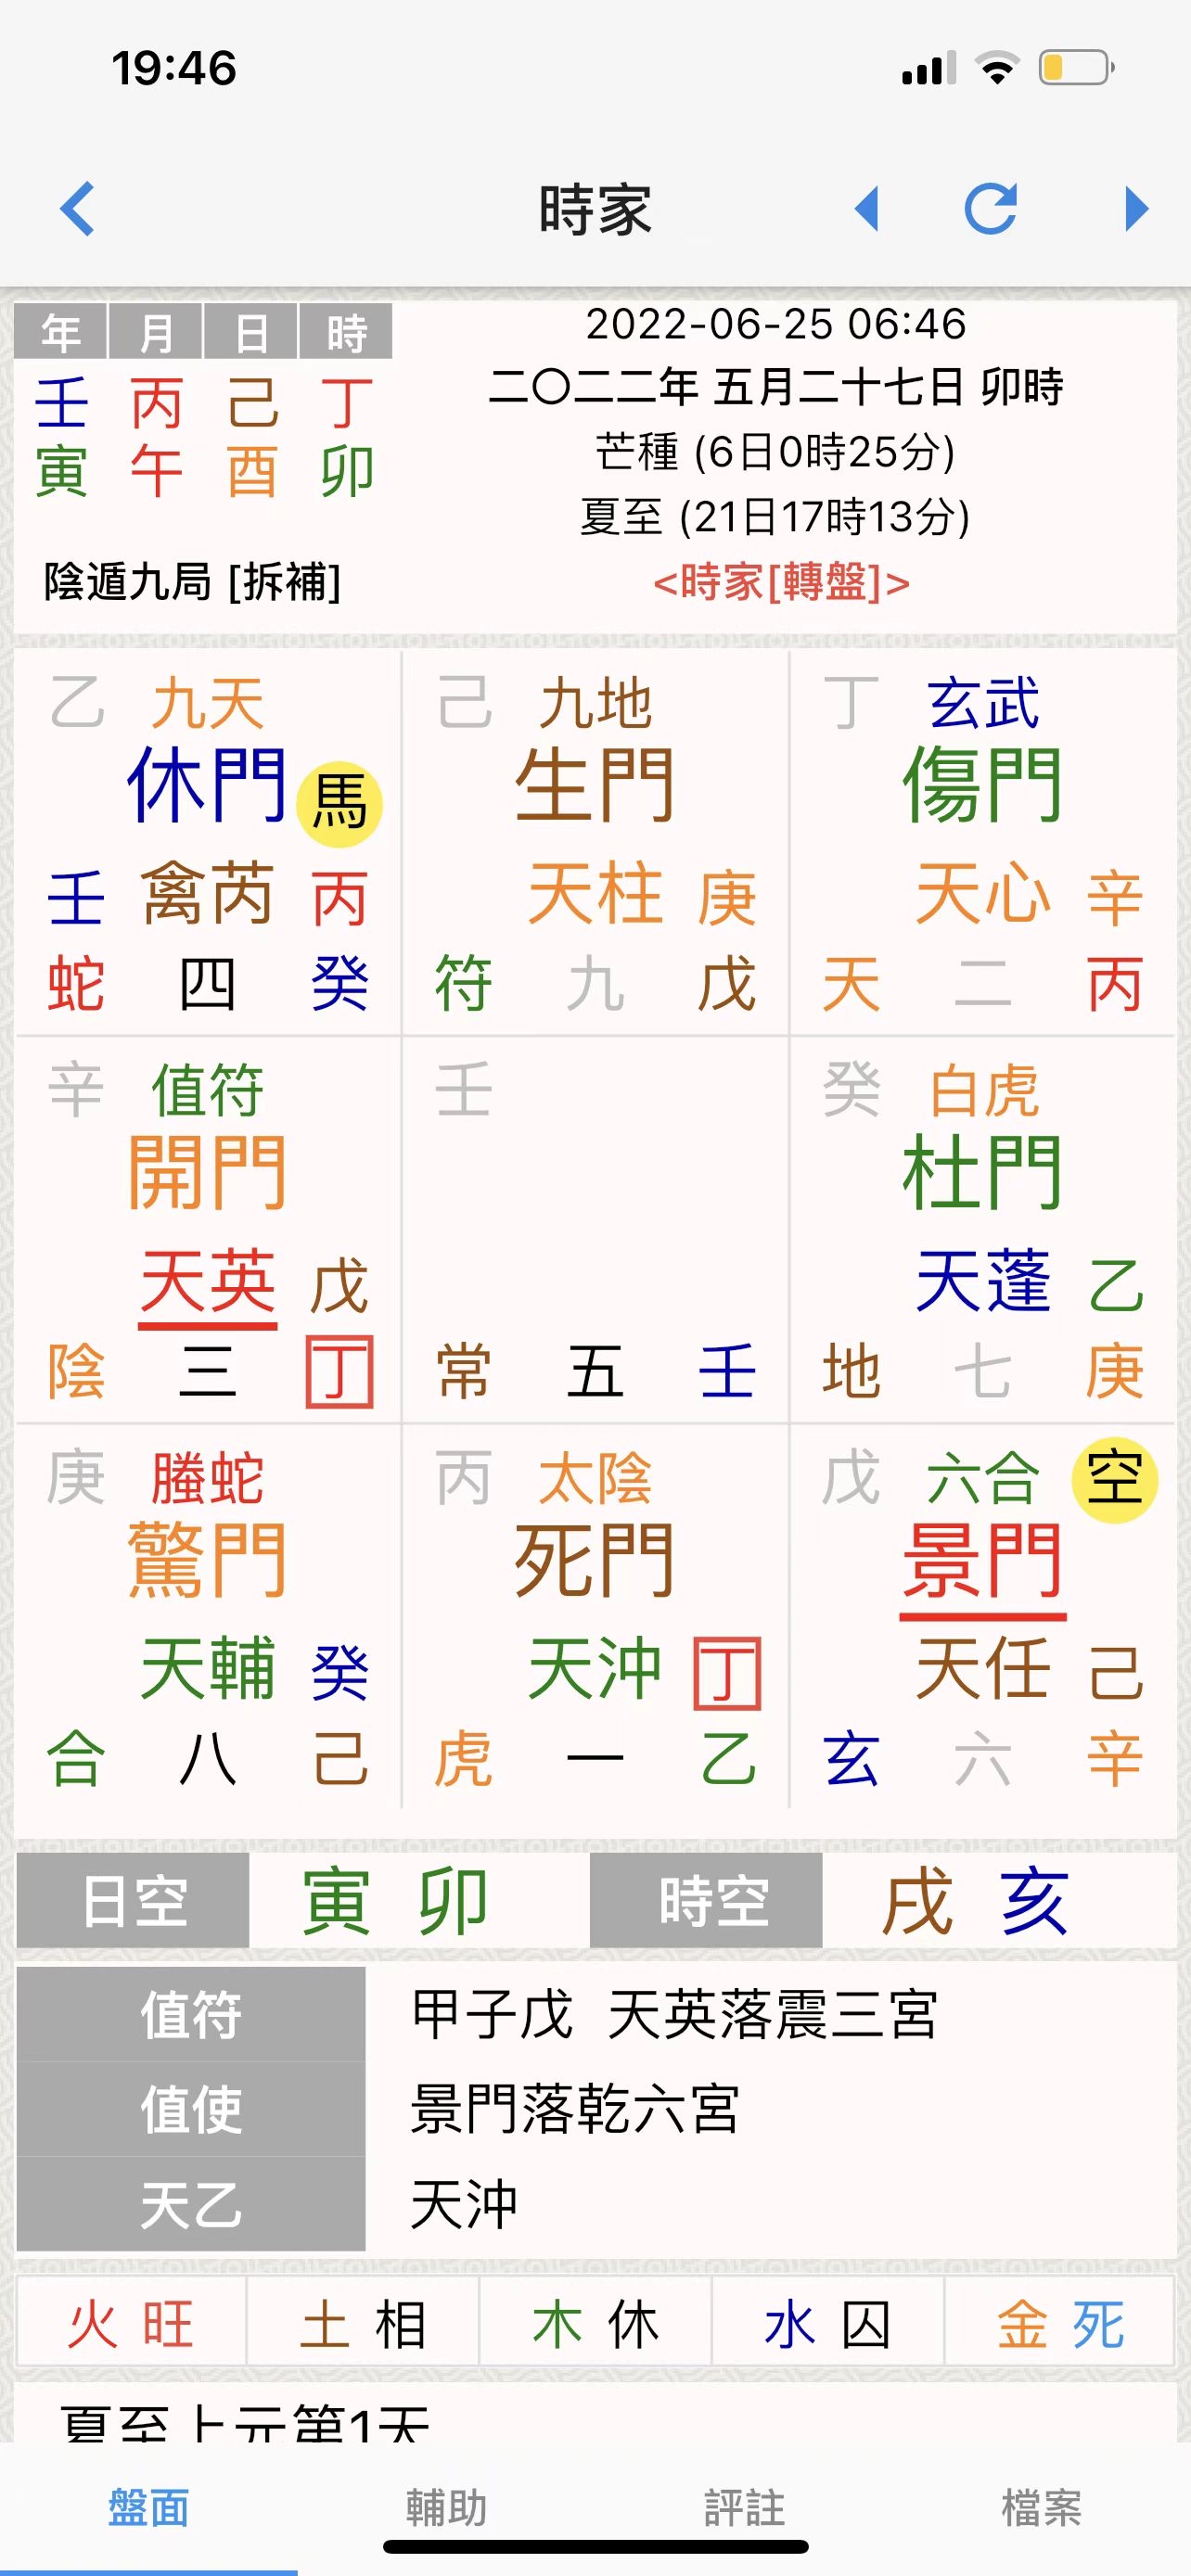 19:46
時家
年 月 日 時
壬 丙 己 丁
寅 午 酉 卯
陰遁九局 [拆補]
2022-06-25 06:46
二〇二二年 五月二十七日 卯時
芒種 (6日0時25分)
夏至 (21日17時13分)
<時家[轉盤]>
乙 九天
休門 馬
壬 禽芮 丙
蛇 四 癸
己 九地
生門
天柱 庚
符 九 戊
丁 玄武
傷門
天心 辛
天 二 丙
辛 值符
開門
天英 戊
陰 三 丁
壬
常 五 壬
癸 白虎
杜門
天蓬 乙
地 七 庚
庚 螣蛇
驚門
天輔 癸
合 八 己
丙 太陰
死門
天沖 丁
虎 一 乙
戊 六合 空
景門
天任 己
玄 六 辛
日空 寅 卯 時空 戌 亥
值符 甲子戊 天英落震三宮
值使 景門落乾六宮
天乙 天沖
火 旺 土 相 木 休 水 囚 金 死
夏至上元第1天
盤面 輔助 評註 檔案